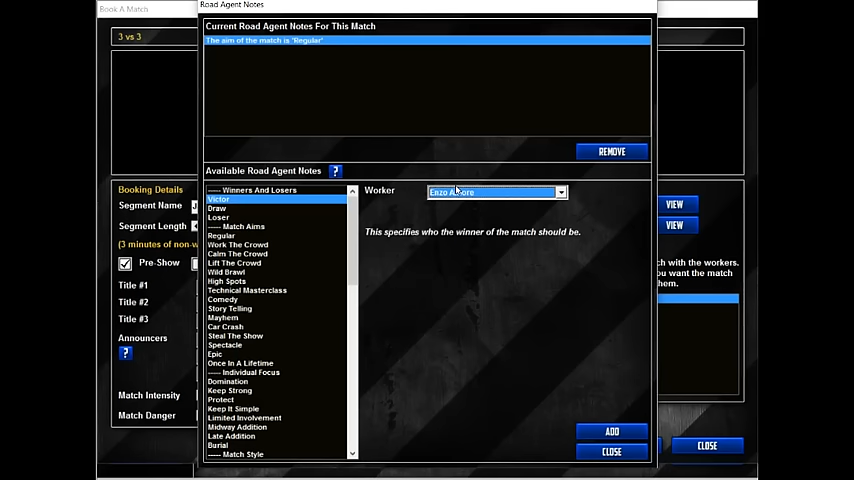 Book A Match
Road Agent Notes
3 vs 3
Current Road Agent Notes For This Match
The aim of the match is "Regular"
REMOVE
Available Road Agent Notes ?
----- Winners And Losers
Victor
Draw
Loser
----- Match Aims
Regular
Work The Crowd
Calm The Crowd
Lift The Crowd
Wild Brawl
High Spots
Technical Masterclass
Comedy
Story Telling
Mayhem
Car Crash
Steal The Show
Spectacle
Epic
Once In A Lifetime
----- Individual Focus
Domination
Keep Strong
Protect
Keep It Simple
Limited Involvement
Midway Addition
Late Addition
Burial
----- Match Style
Worker
Enzo Amore
This specifies who the winner of the match should be.
ADD
CLOSE
Booking Details
Segment Name
Segment Length
(3 minutes of non-w
Pre-Show
Title #1
Title #2
Title #3
Announcers
?
Match Intensity
Match Danger
VIEW
VIEW
ch with the workers.
ou want the match
hem.
CLOSE